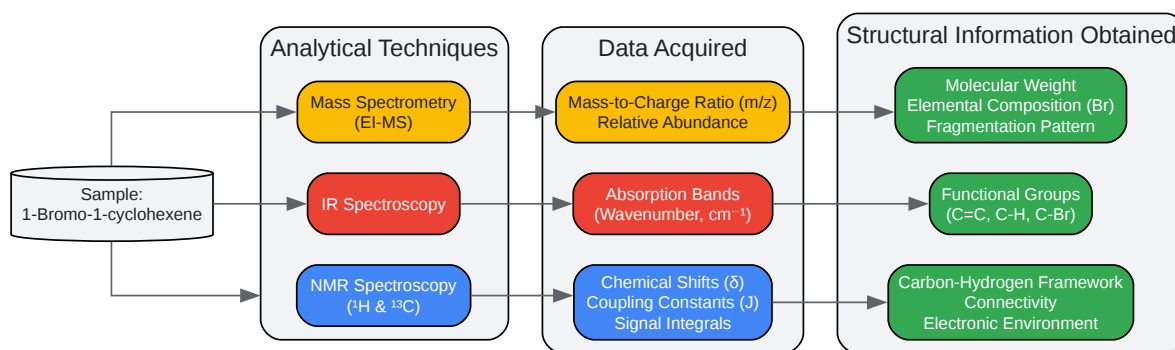 Analytical Techniques
Data Acquired
Structural Information Obtained
Sample:
1-Bromo-1-cyclohexene
Mass Spectrometry
(EI-MS)
Mass-to-Charge Ratio (m/z)
Relative Abundance
Molecular Weight
Elemental Composition (Br)
Fragmentation Pattern
IR Spectroscopy
Absorption Bands
(Wavenumber, cm⁻¹)
Functional Groups
(C=C, C-H, C-Br)
NMR Spectroscopy
(¹H & ¹³C)
Chemical Shifts (δ)
Coupling Constants (J)
Signal Integrals
Carbon-Hydrogen Framework
Connectivity
Electronic Environment